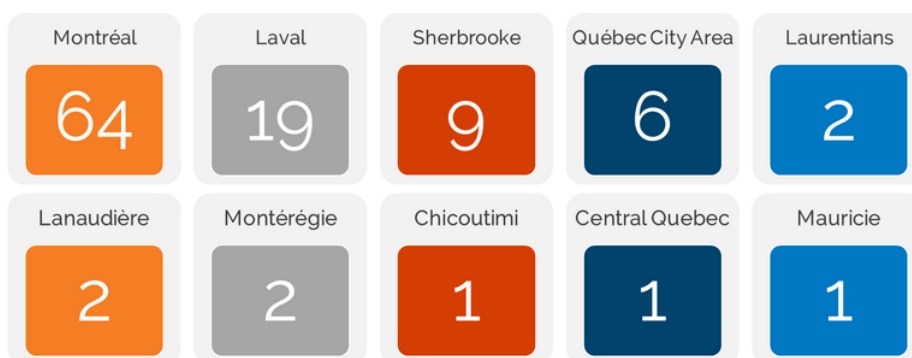 Montréal
Laval
Sherbrooke
Québec City Area
Laurentians
64
19
9
6
2
Lanaudière
Montérégie
Chicoutimi
Central Quebec
Mauricie
2
2
1
1
1